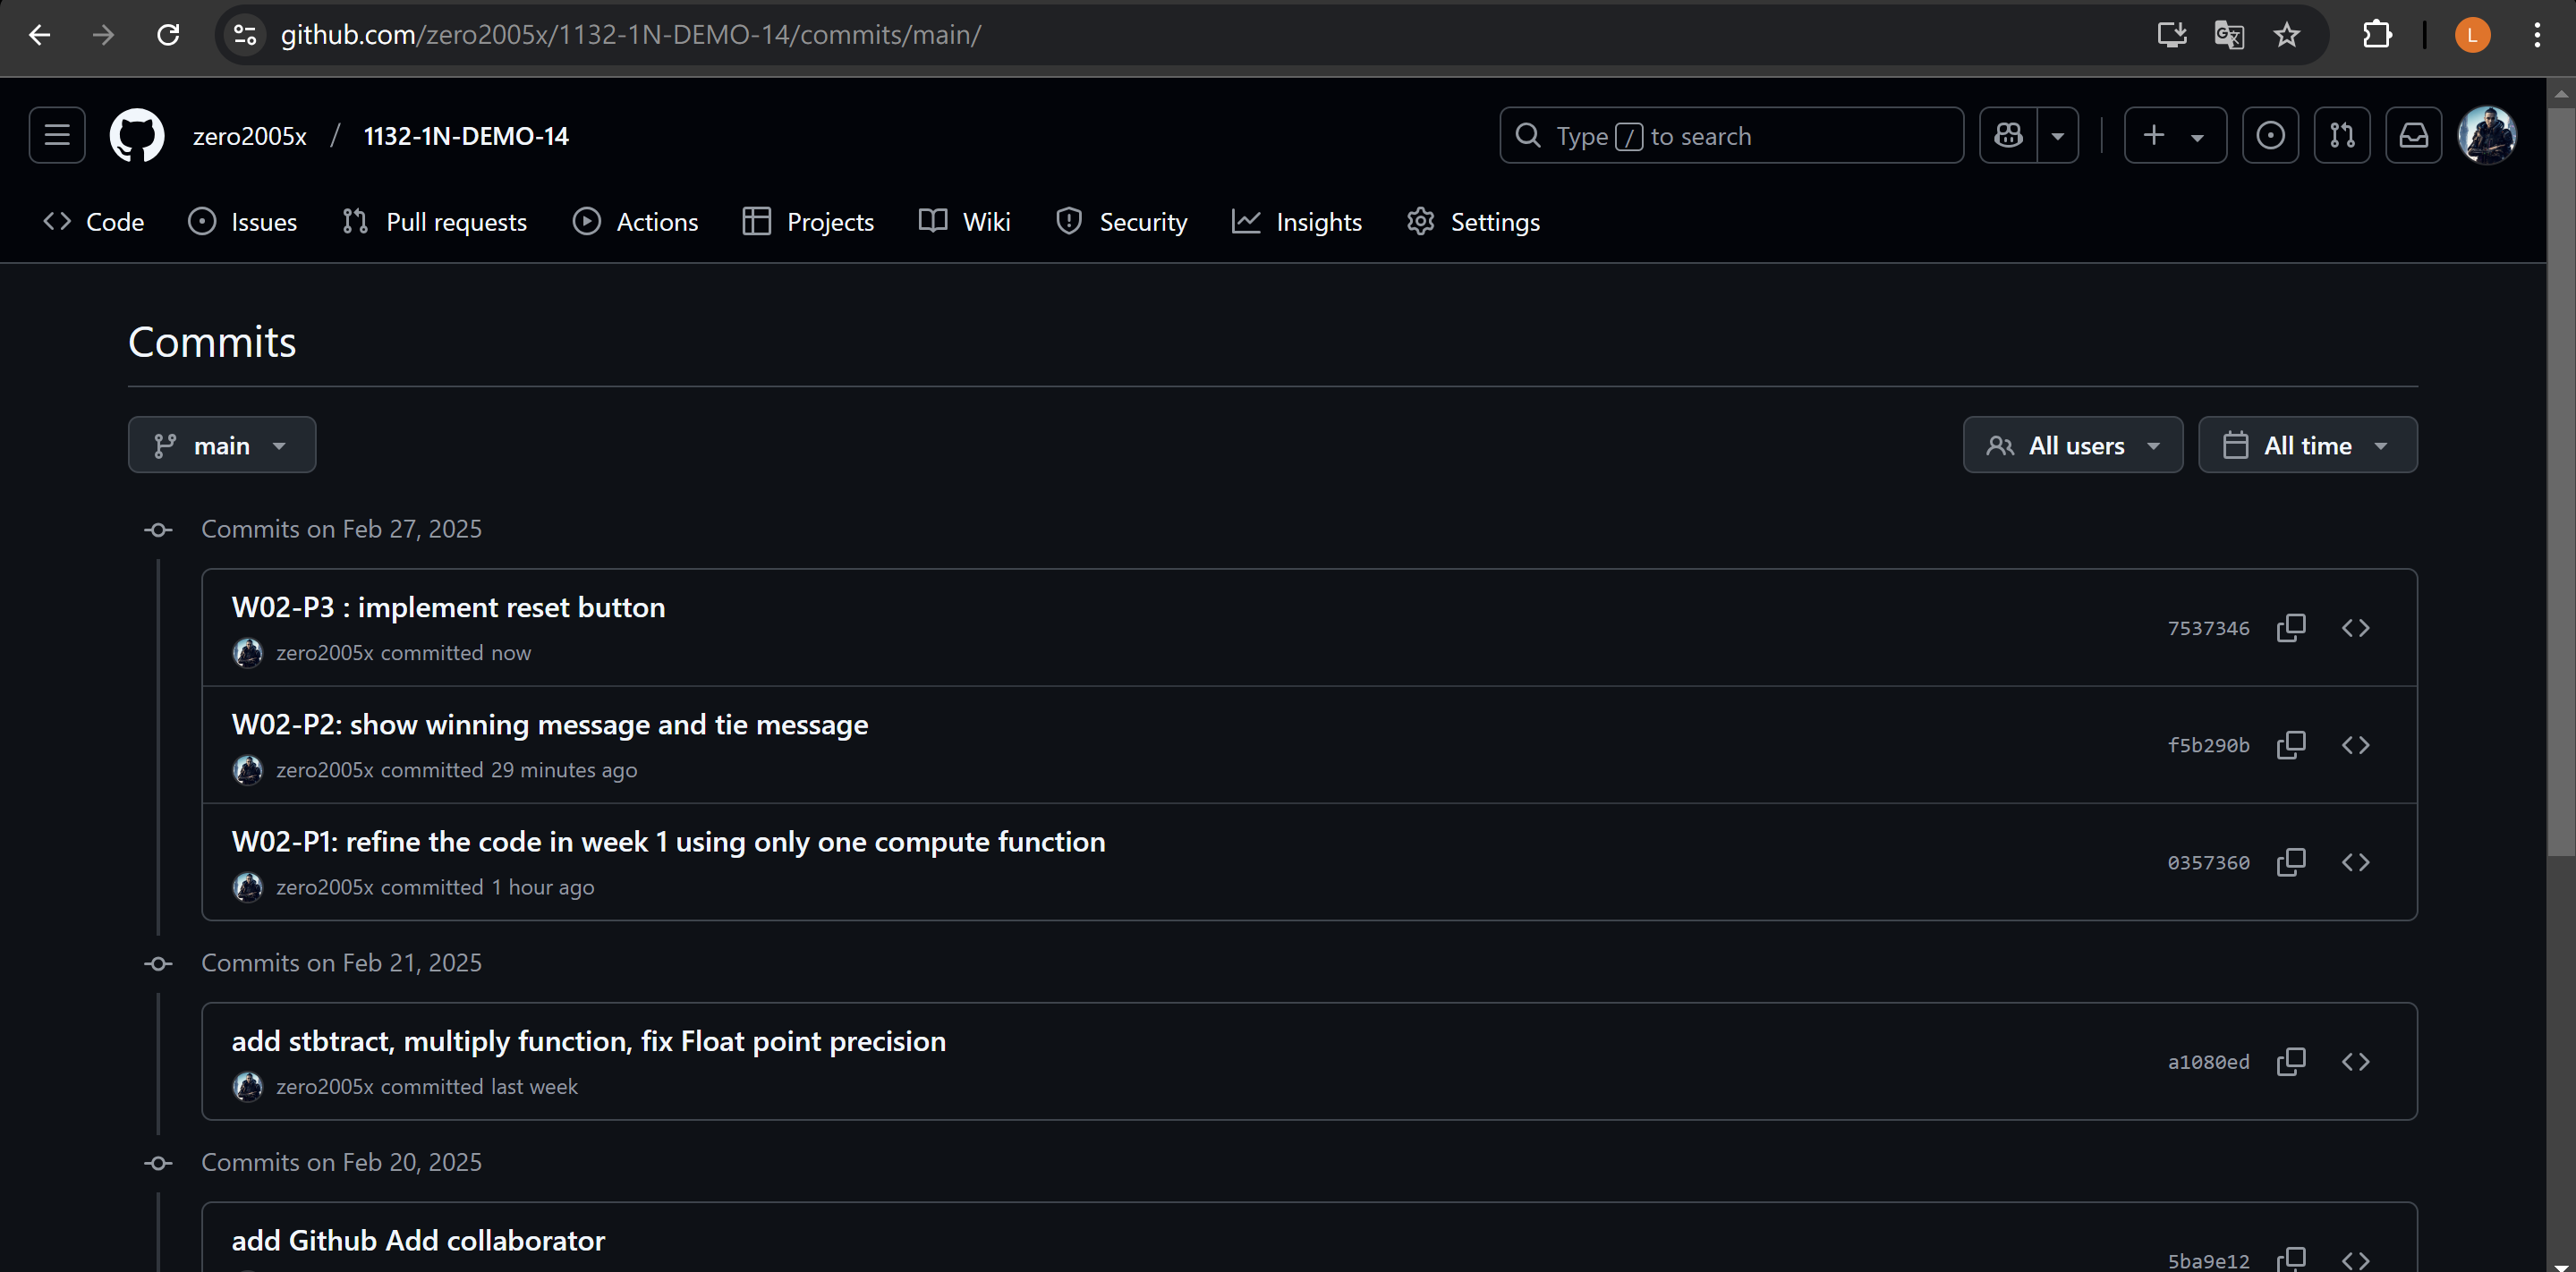 github.com/zero2005x/1132-1N-DEMO-14/commits/main/
L
zero2005x / 1132-1N-DEMO-14
Type / to search
Code Issues Pull requests Actions Projects Wiki Security Insights Settings
Commits
main
All users
All time
Commits on Feb 27, 2025
W02-P3 : implement reset button
zero2005x committed now
7537346
W02-P2: show winning message and tie message
zero2005x committed 29 minutes ago
f5b290b
W02-P1: refine the code in week 1 using only one compute function
zero2005x committed 1 hour ago
0357360
Commits on Feb 21, 2025
add stbtract, multiply function, fix Float point precision
zero2005x committed last week
a1080ed
Commits on Feb 20, 2025
add Github Add collaborator
5ba9e12